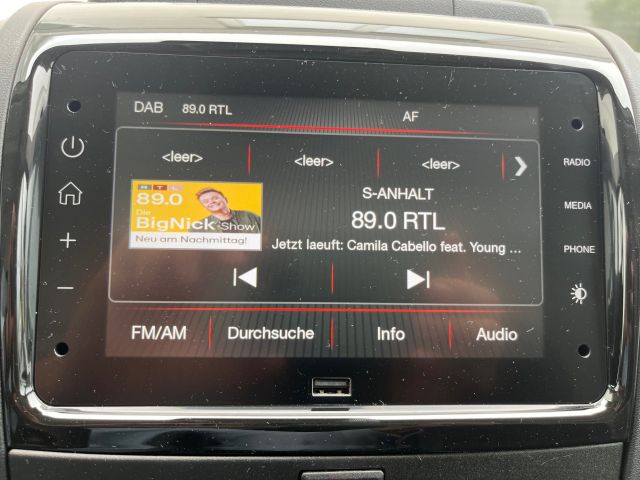 DAB 89.0 RTL AF
<leer> <leer> <leer>
RADIO
RTL
89.0
Die
BigNick Show
Neu am Nachmittag!
S-ANHALT
89.0 RTL
Jetzt laeuft: Camila Cabello feat. Young ...
MEDIA
PHONE
FM/AM Durchsuche Info Audio